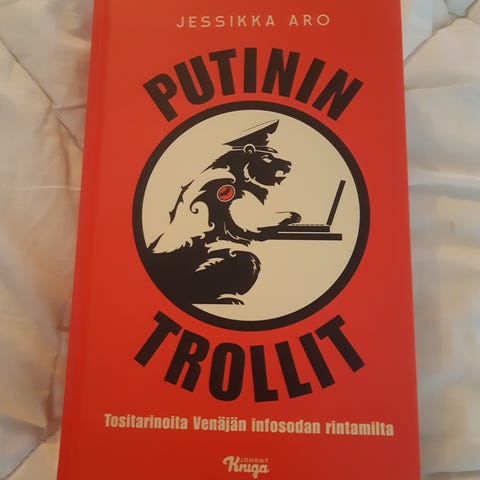 JESSIKKA ARO
PUTININ
TROLLIT
Tositarinoita Venäjän infosodan rintamilta
JOHNNY
Kniga